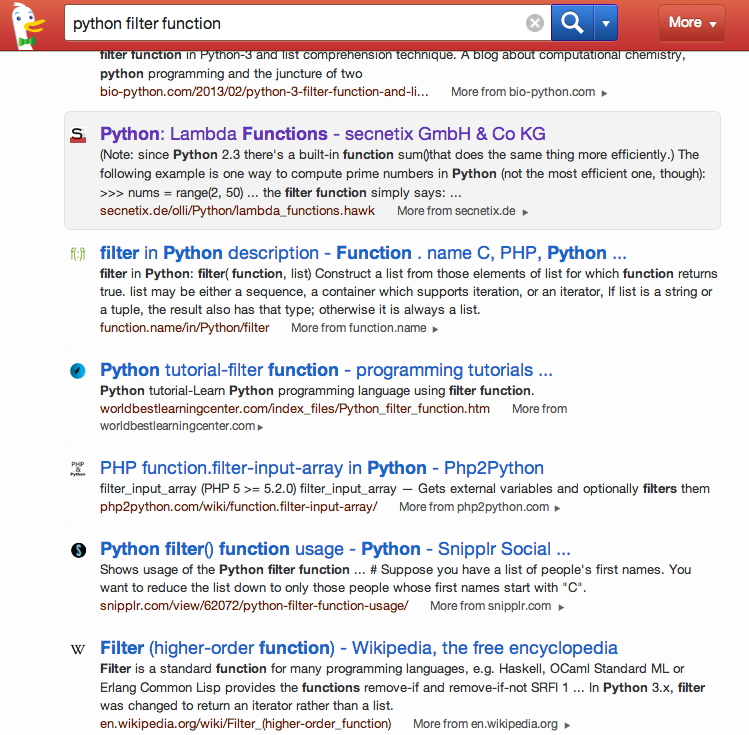 python filter function
More
filter function in Python-3 and list comprehension technique. A blog about computational chemistry,
python programming and the juncture of two
bio-python.com/2013/02/python-3-filter-function-and-li... More from bio-python.com
S
Python: Lambda Functions - secnetix GmbH & Co KG
(Note: since Python 2.3 there's a built-in function sum()that does the same thing more efficiently.) The
following example is one way to compute prime numbers in Python (not the most efficient one, though):
>>> nums = range(2, 50) ... the filter function simply says: ...
secnetix.de/olli/Python/lambda_functions.hawk More from secnetix.de
f(:)!
filter in Python description - Function . name C, PHP, Python ...
filter in Python: filter( function, list) Construct a list from those elements of list for which function returns
true. list may be either a sequence, a container which supports iteration, or an iterator, If list is a string or
a tuple, the result also has that type; otherwise it is always a list.
function.name/in/Python/filter More from function.name
Python tutorial-filter function - programming tutorials ...
Python tutorial-Learn Python programming language using filter function.
worldbestlearningcenter.com/index_files/Python_filter_function.htm More from
worldbestlearningcenter.com
PHP
&
Python
PHP function.filter-input-array in Python - Php2Python
filter_input_array (PHP 5 >= 5.2.0) filter_input_array — Gets external variables and optionally filters them
php2python.com/wiki/function.filter-input-array/ More from php2python.com
S
Python filter() function usage - Python - Snipplr Social ...
Shows usage of the Python filter function ... # Suppose you have a list of people's first names. You
want to reduce the list down to only those people whose first names start with "C".
snipplr.com/view/62072/python-filter-function-usage/ More from snipplr.com
W
Filter (higher-order function) - Wikipedia, the free encyclopedia
Filter is a standard function for many programming languages, e.g. Haskell, OCaml Standard ML or
Erlang Common Lisp provides the functions remove-if and remove-if-not SRFI 1 ... In Python 3.x, filter
was changed to return an iterator rather than a list.
en.wikipedia.org/wiki/Filter_(higher-order_function) More from en.wikipedia.org